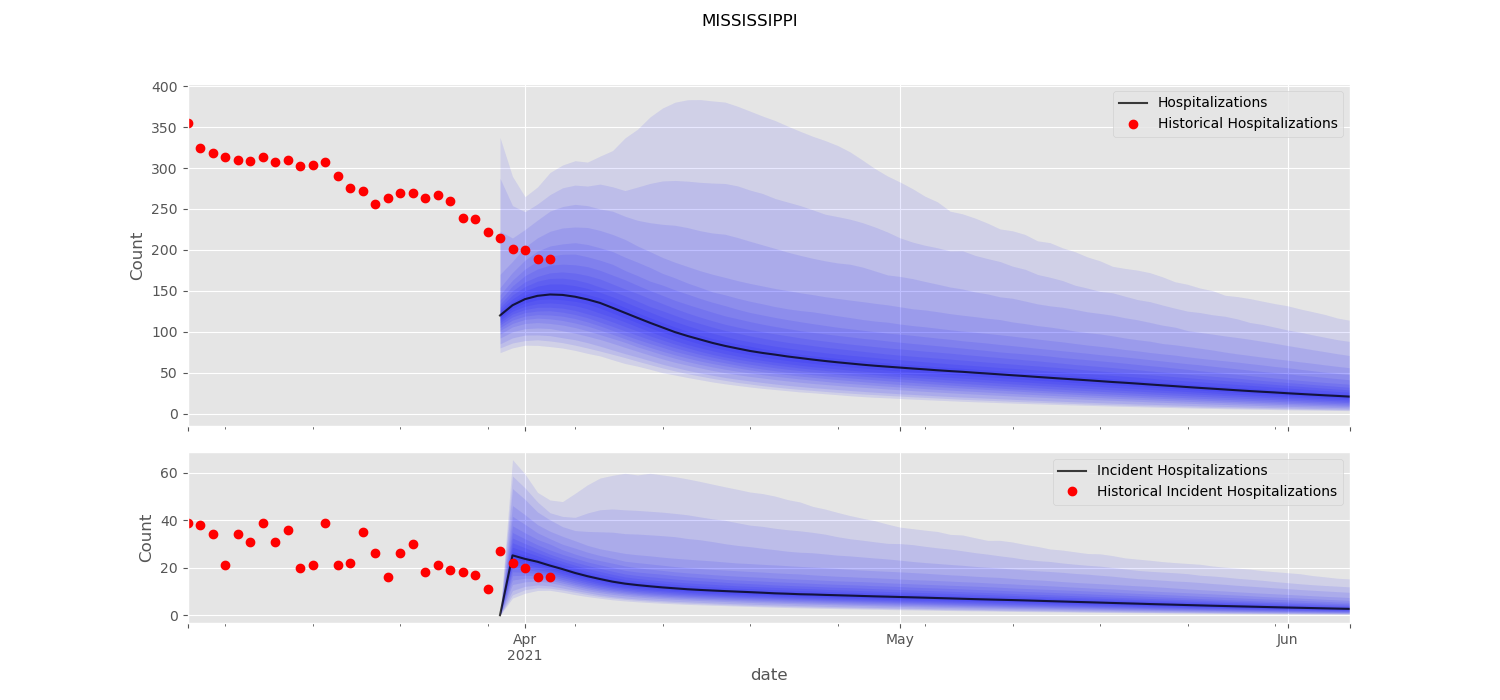 MISSISSIPPI
400
350
300
250
200
150
100
50
0
Count
Hospitalizations
Historical Hospitalizations
60
40
20
0
Count
Incident Hospitalizations
Historical Incident Hospitalizations
Apr
2021
May
Jun
date